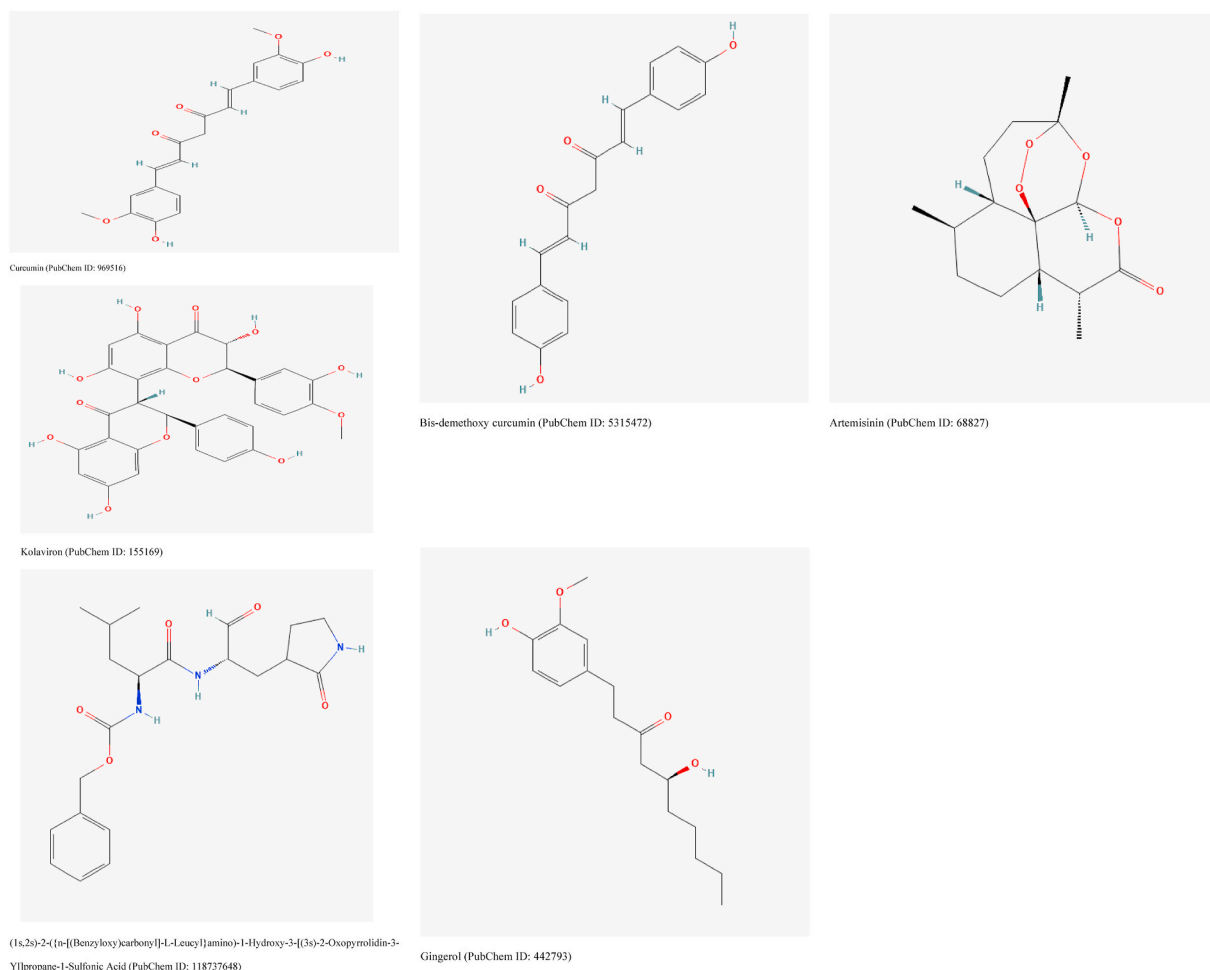 Curcumin (PubChem ID: 969516)
Bis-demethoxy curcumin (PubChem ID: 5315472)
Artemisinin (PubChem ID: 68827)
Kolaviron (PubChem ID: 155169)
(1s,2s)-2-({n-[(Benzyloxy)carbonyl]-L-Leucyl}amino)-1-Hydroxy-3-[(3s)-2-Oxopyrrolidin-3-
Yl]propane-1-Sulfonic Acid (PubChem ID: 118737648)
Gingerol (PubChem ID: 442793)